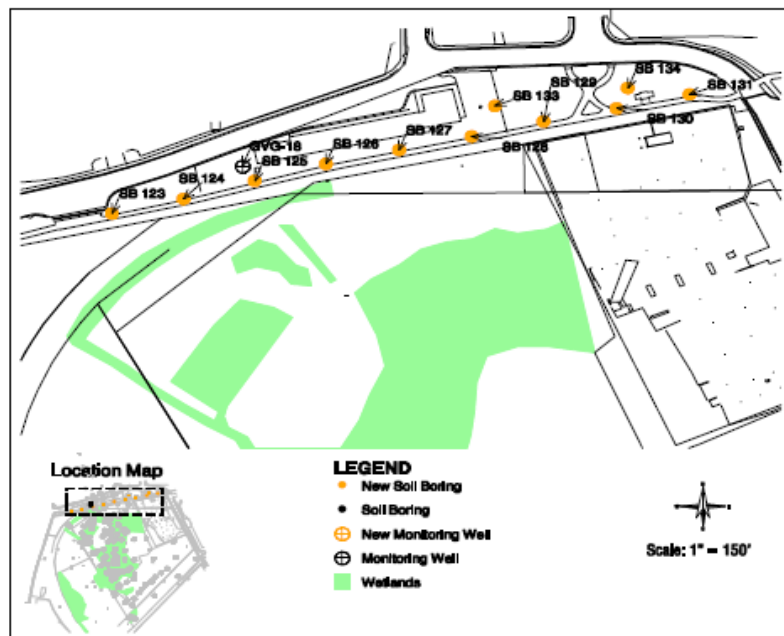 SB 134
SB 129
SB 131
SB 133
SB 130
SB 127
SB 128
SB 126
GVG-18
SB 125
SB 124
SB 123
Location Map
LEGEND
New Soil Boring
Soil Boring
New Monitoring Well
Monitoring Well
Wetlands
Scale: 1" = 150'